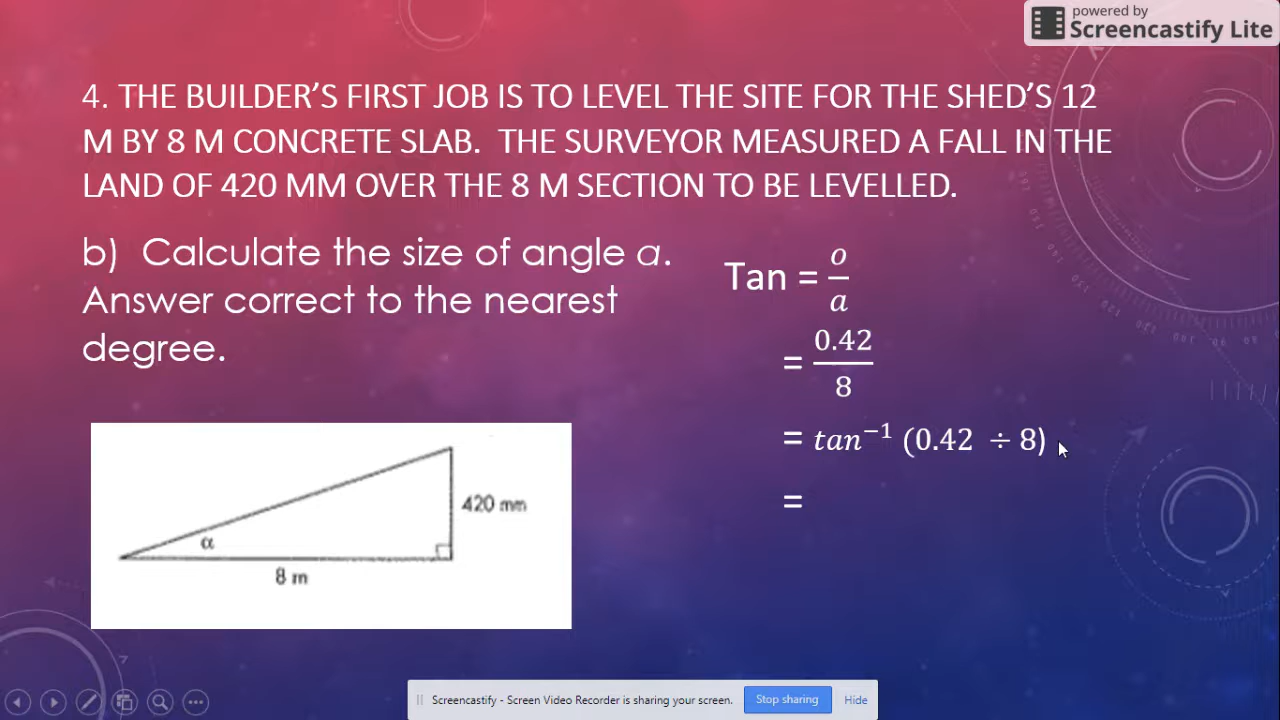 powered by
Screencastify Lite
4. THE BUILDER'S FIRST JOB IS TO LEVEL THE SITE FOR THE SHED'S 12
M BY 8 M CONCRETE SLAB. THE SURVEYOR MEASURED A FALL IN THE
LAND OF 420 MM OVER THE 8 M SECTION TO BE LEVELLED.
b) Calculate the size of angle α.
Answer correct to the nearest
degree.
Tan = o/a
= 0.42/8
= tan⁻¹ (0.42 ÷ 8)
=
420 mm
α
8 m
Screencastify - Screen Video Recorder is sharing your screen.
Stop sharing
Hide